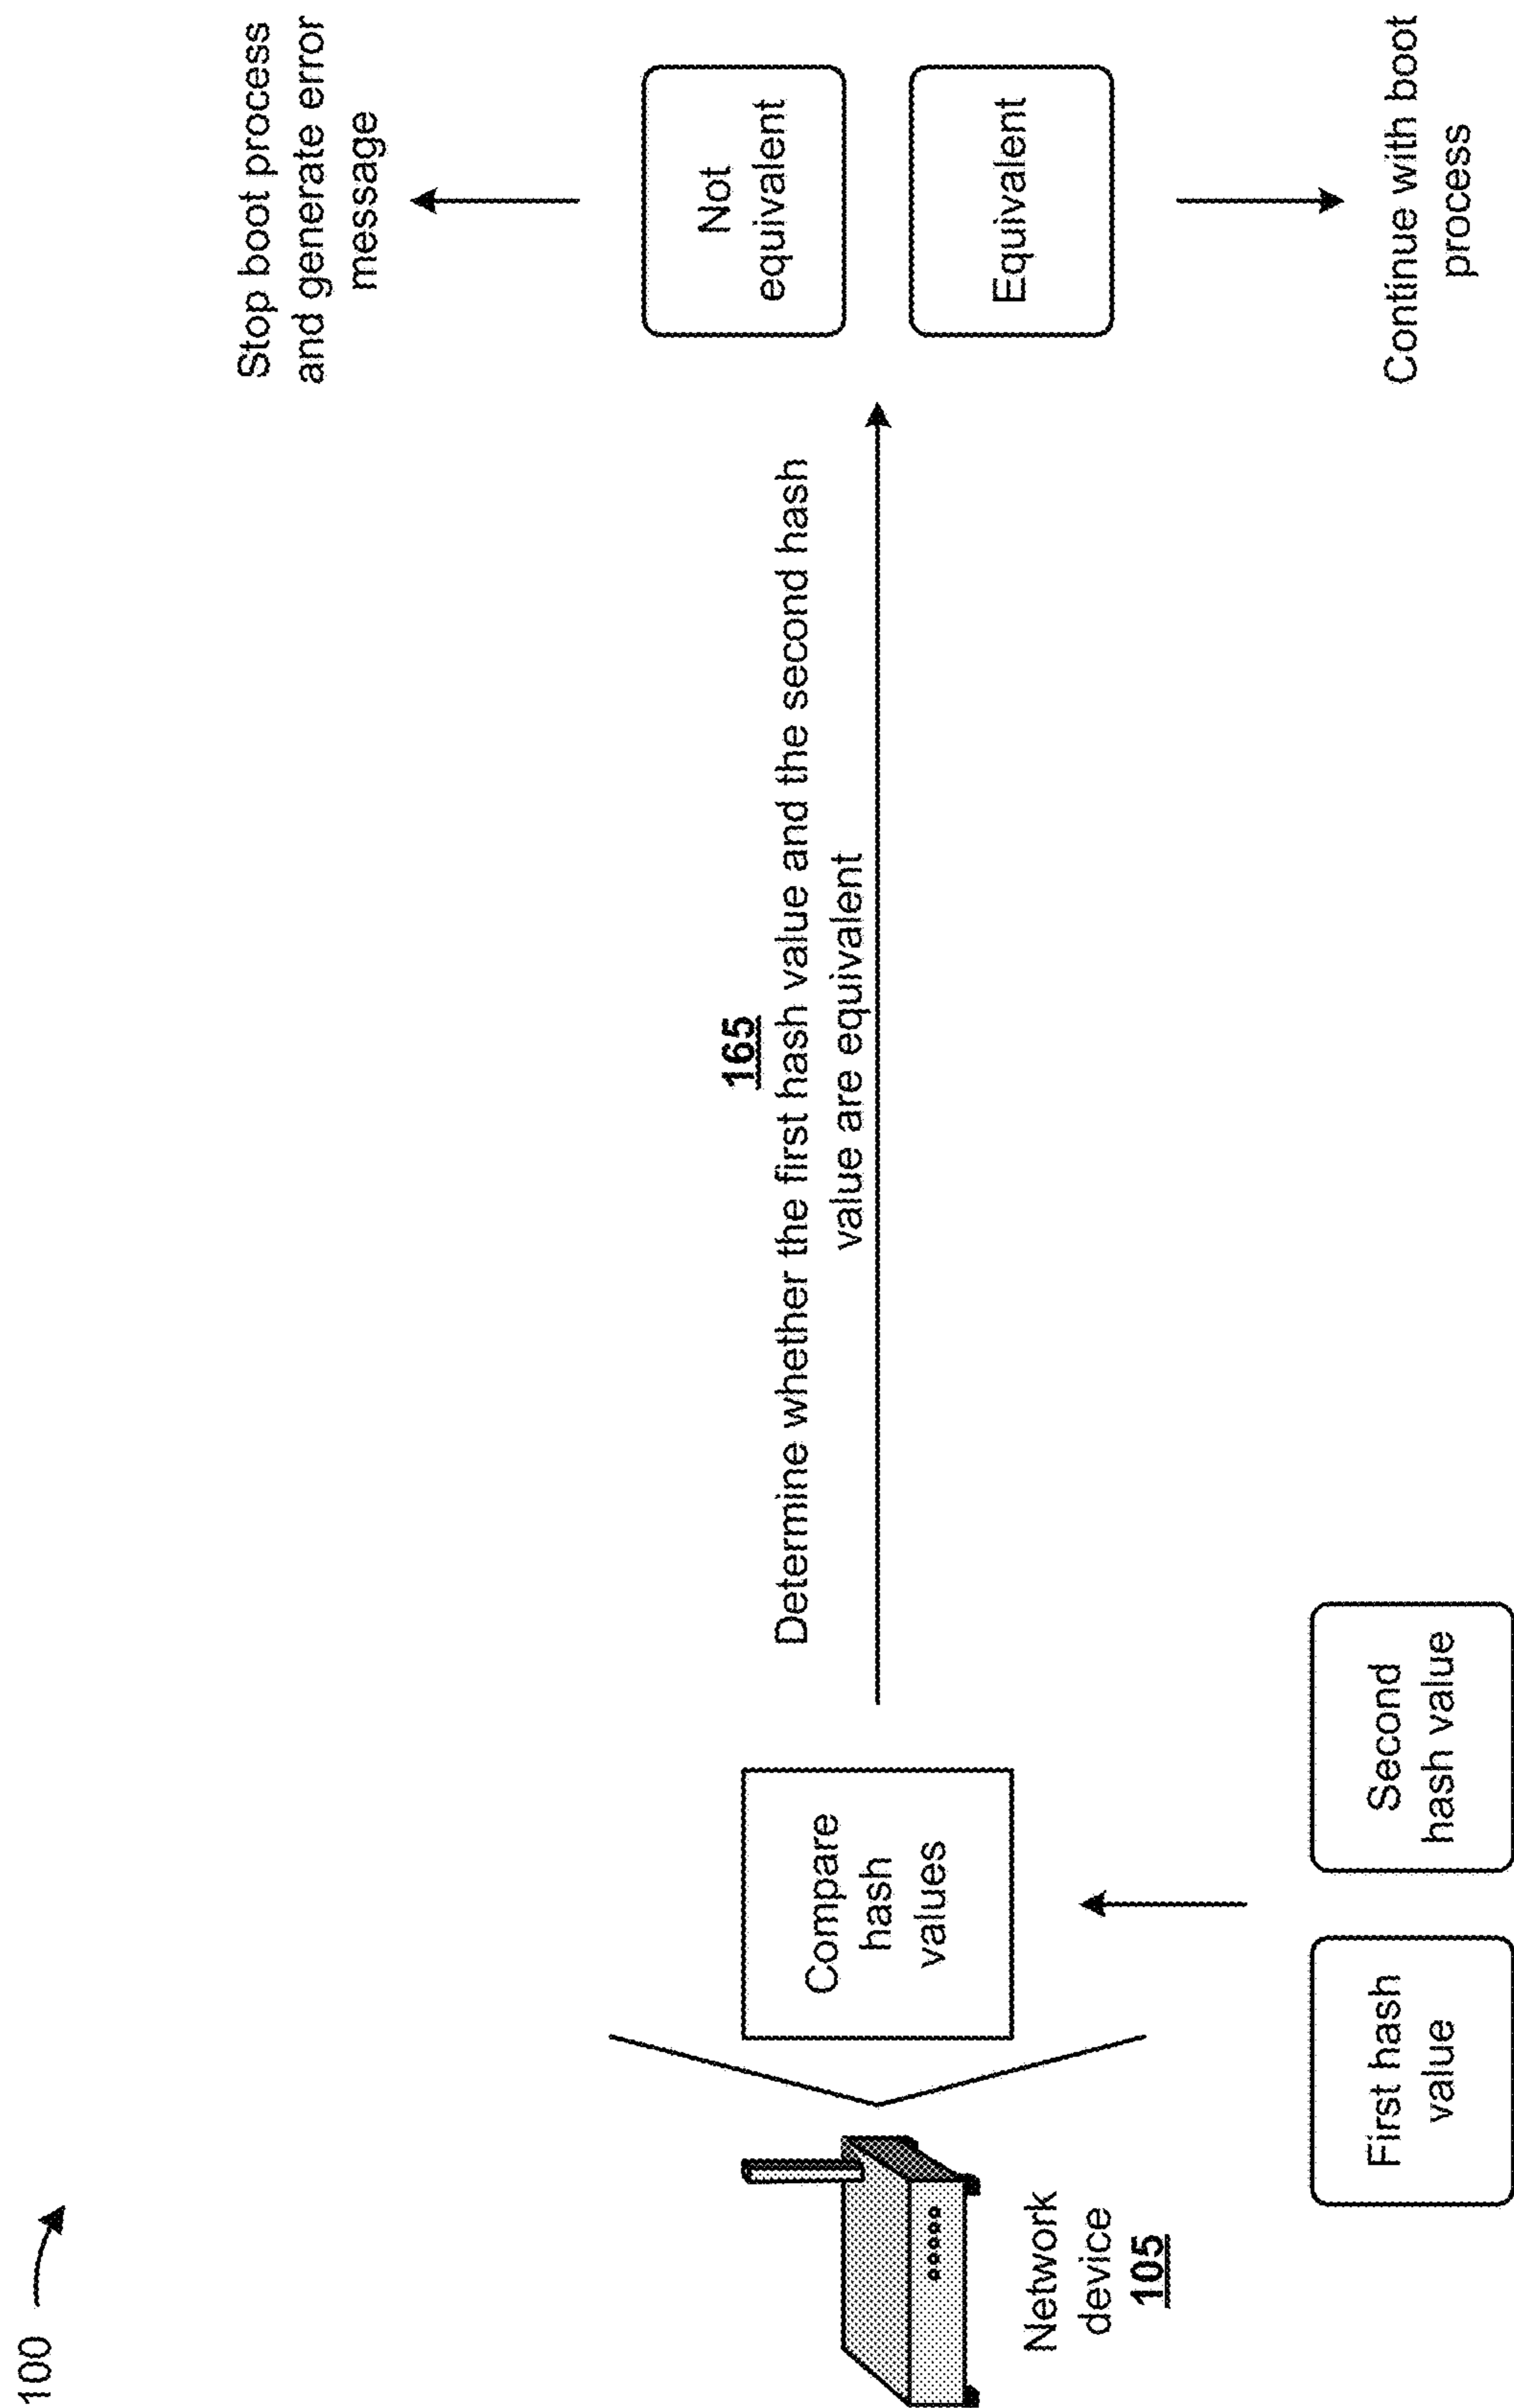 100
Stop boot process
and generate error
message
Not
equivalent
Equivalent
Continue with boot
process
165
Determine whether the first hash value and the second hash
value are equivalent
Compare
hash
values
Network
device
105
First hash
value
Second
hash value